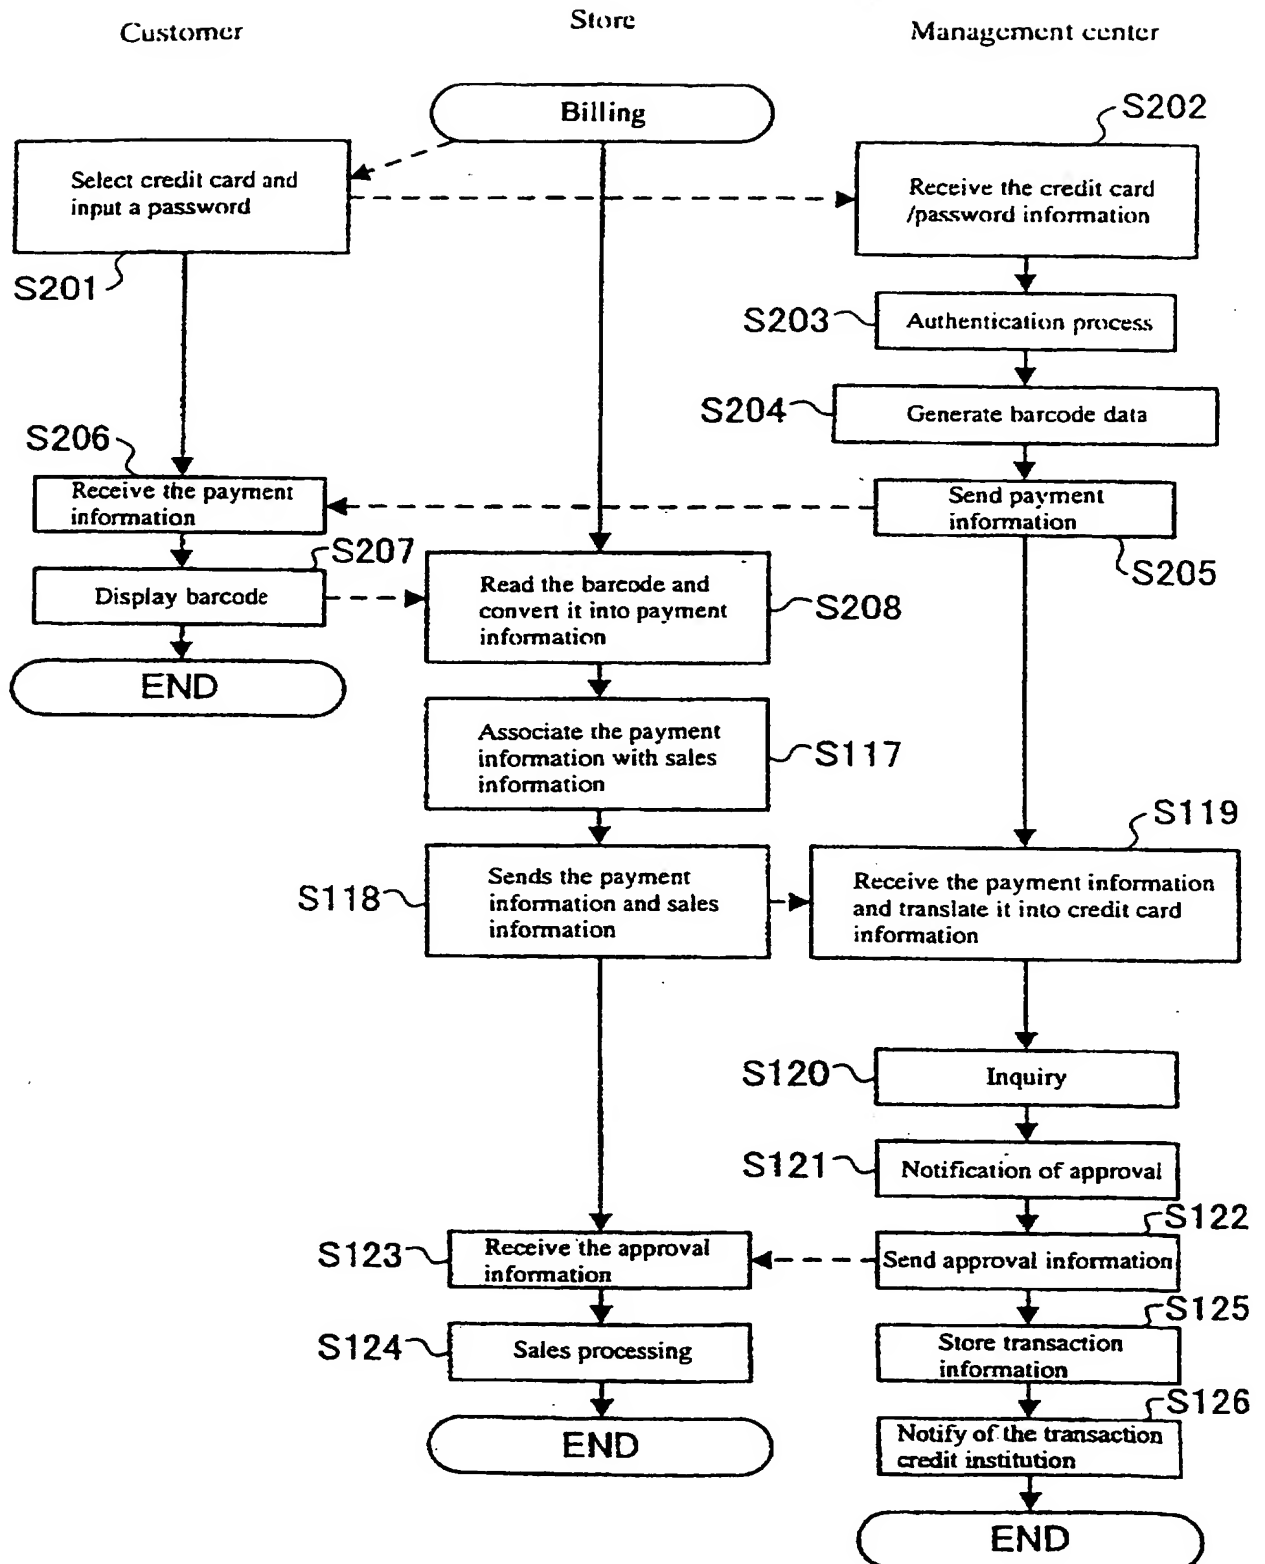 Customer
Store
Management center
Billing
S202
Select credit card and
input a password
Receive the credit card
/password information
S201
S203
Authentication process
S204
Generate barcode data
S206
Receive the payment
information
Send payment
information
S207
S205
Display barcode
Read the barcode and
convert it into payment
information
S208
END
Associate the payment
information with sales
information
S117
S119
S118
Sends the payment
information and sales
information
Receive the payment information
and translate it into credit card
information
S120
Inquiry
S121
Notification of approval
S122
S123
Receive the approval
information
Send approval information
S125
S124
Sales processing
Store transaction
information
S126
END
Notify of the transaction
credit institution
END